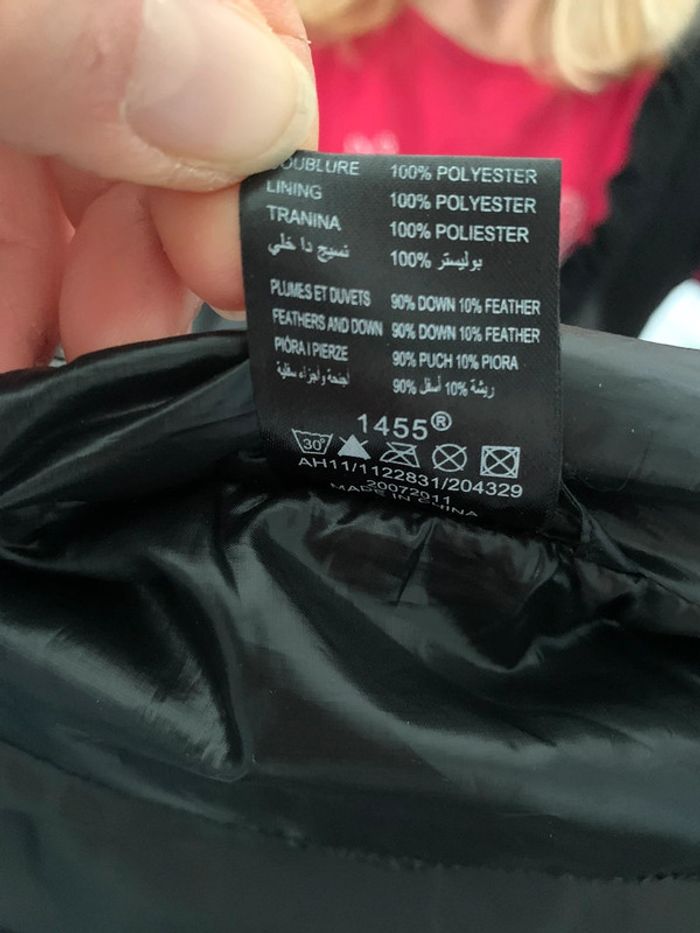 DOUBLURE 100% POLYESTER
LINING 100% POLYESTER
TRANINA 100% POLIESTER
نسيج دا خلي 100% بوليستر
PLUMES ET DUVETS 90% DOWN 10% FEATHER
FEATHERS AND DOWN 90% DOWN 10% FEATHER
PIÓRA I PIERZE 90% PUCH 10% PIORA
أجنحة وأجزاء سفلية 90% أسفل 10% ريشة
1455®
30°
AH11/1122831/204329
20072011
MADE IN CHINA